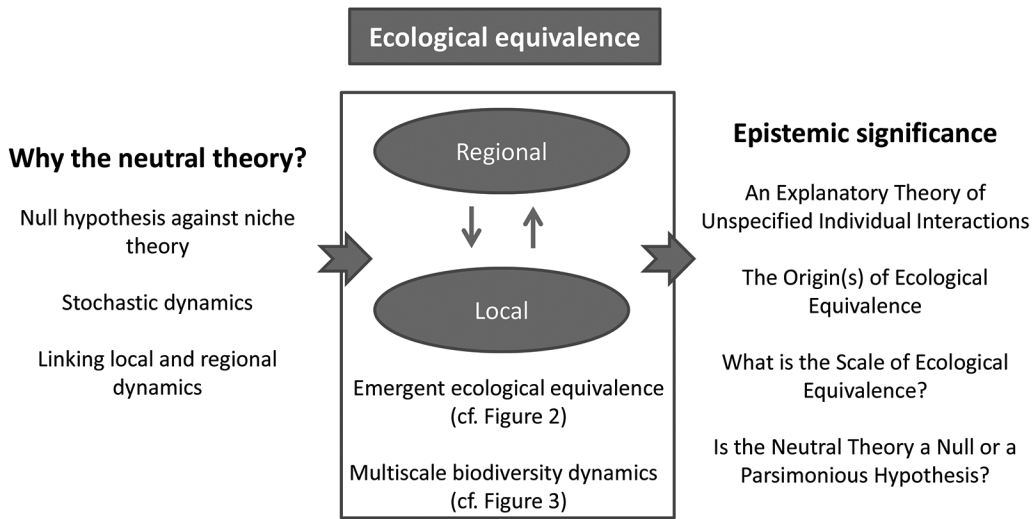 Ecological equivalence
Why the neutral theory?
Null hypothesis against niche
theory
Stochastic dynamics
Linking local and regional
dynamics
Regional
Local
Emergent ecological equivalence
(cf. Figure 2)
Multiscale biodiversity dynamics
(cf. Figure 3)
Epistemic significance
An Explanatory Theory of
Unspecified Individual Interactions
The Origin(s) of Ecological
Equivalence
What is the Scale of Ecological
Equivalence?
Is the Neutral Theory a Null or a
Parsimonious Hypothesis?